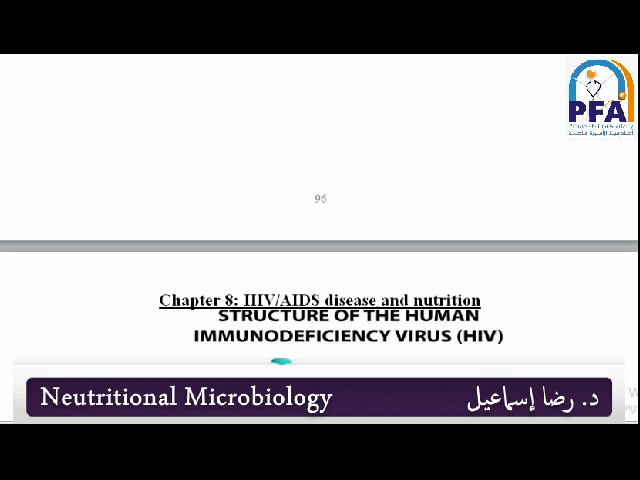 PFA
96
Chapter 8: HIV/AIDS disease and nutrition
STRUCTURE OF THE HUMAN
IMMUNODEFICIENCY VIRUS (HIV)
Neutritional Microbiology
د. رضا إسماعيل